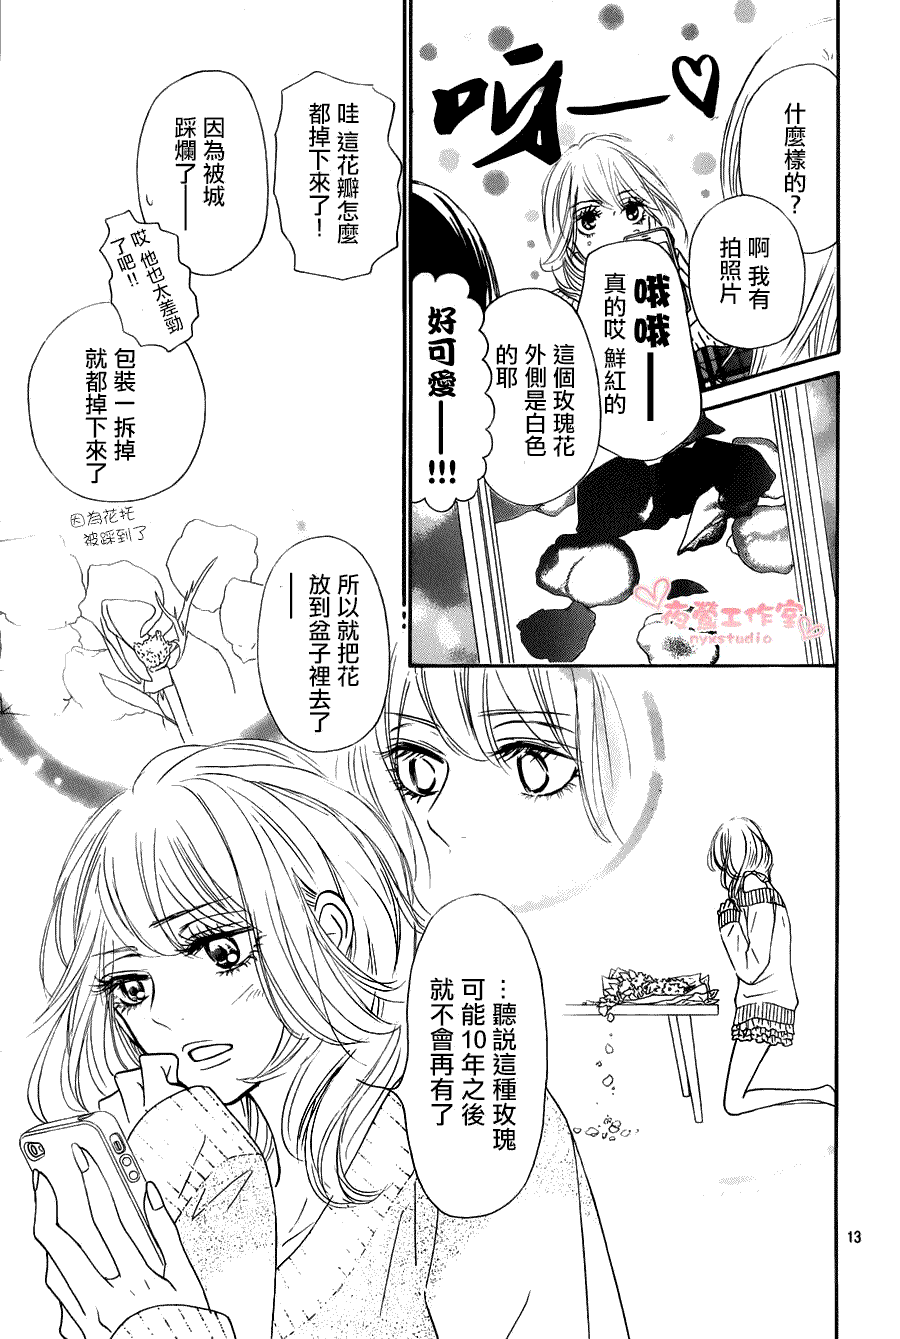 什麼樣的？
啊 我有
拍照片
呀—♡
哦哦——
真的哎 鮮紅的
這個玫瑰花
外側是白色
的耶
好可愛——!!!
夜鶯工作室
nyxstudio
哇 這花瓣怎麼
都掉下來了！
因為被城
踩爛了——
哎 他也太差勁
了吧!!
包裝一拆掉
就都掉下來了
因為花托
被踩到了
所以就把花
放到盆子裡去了
——
…聽說這種玫瑰
可能10年之後
就不會再有了
13